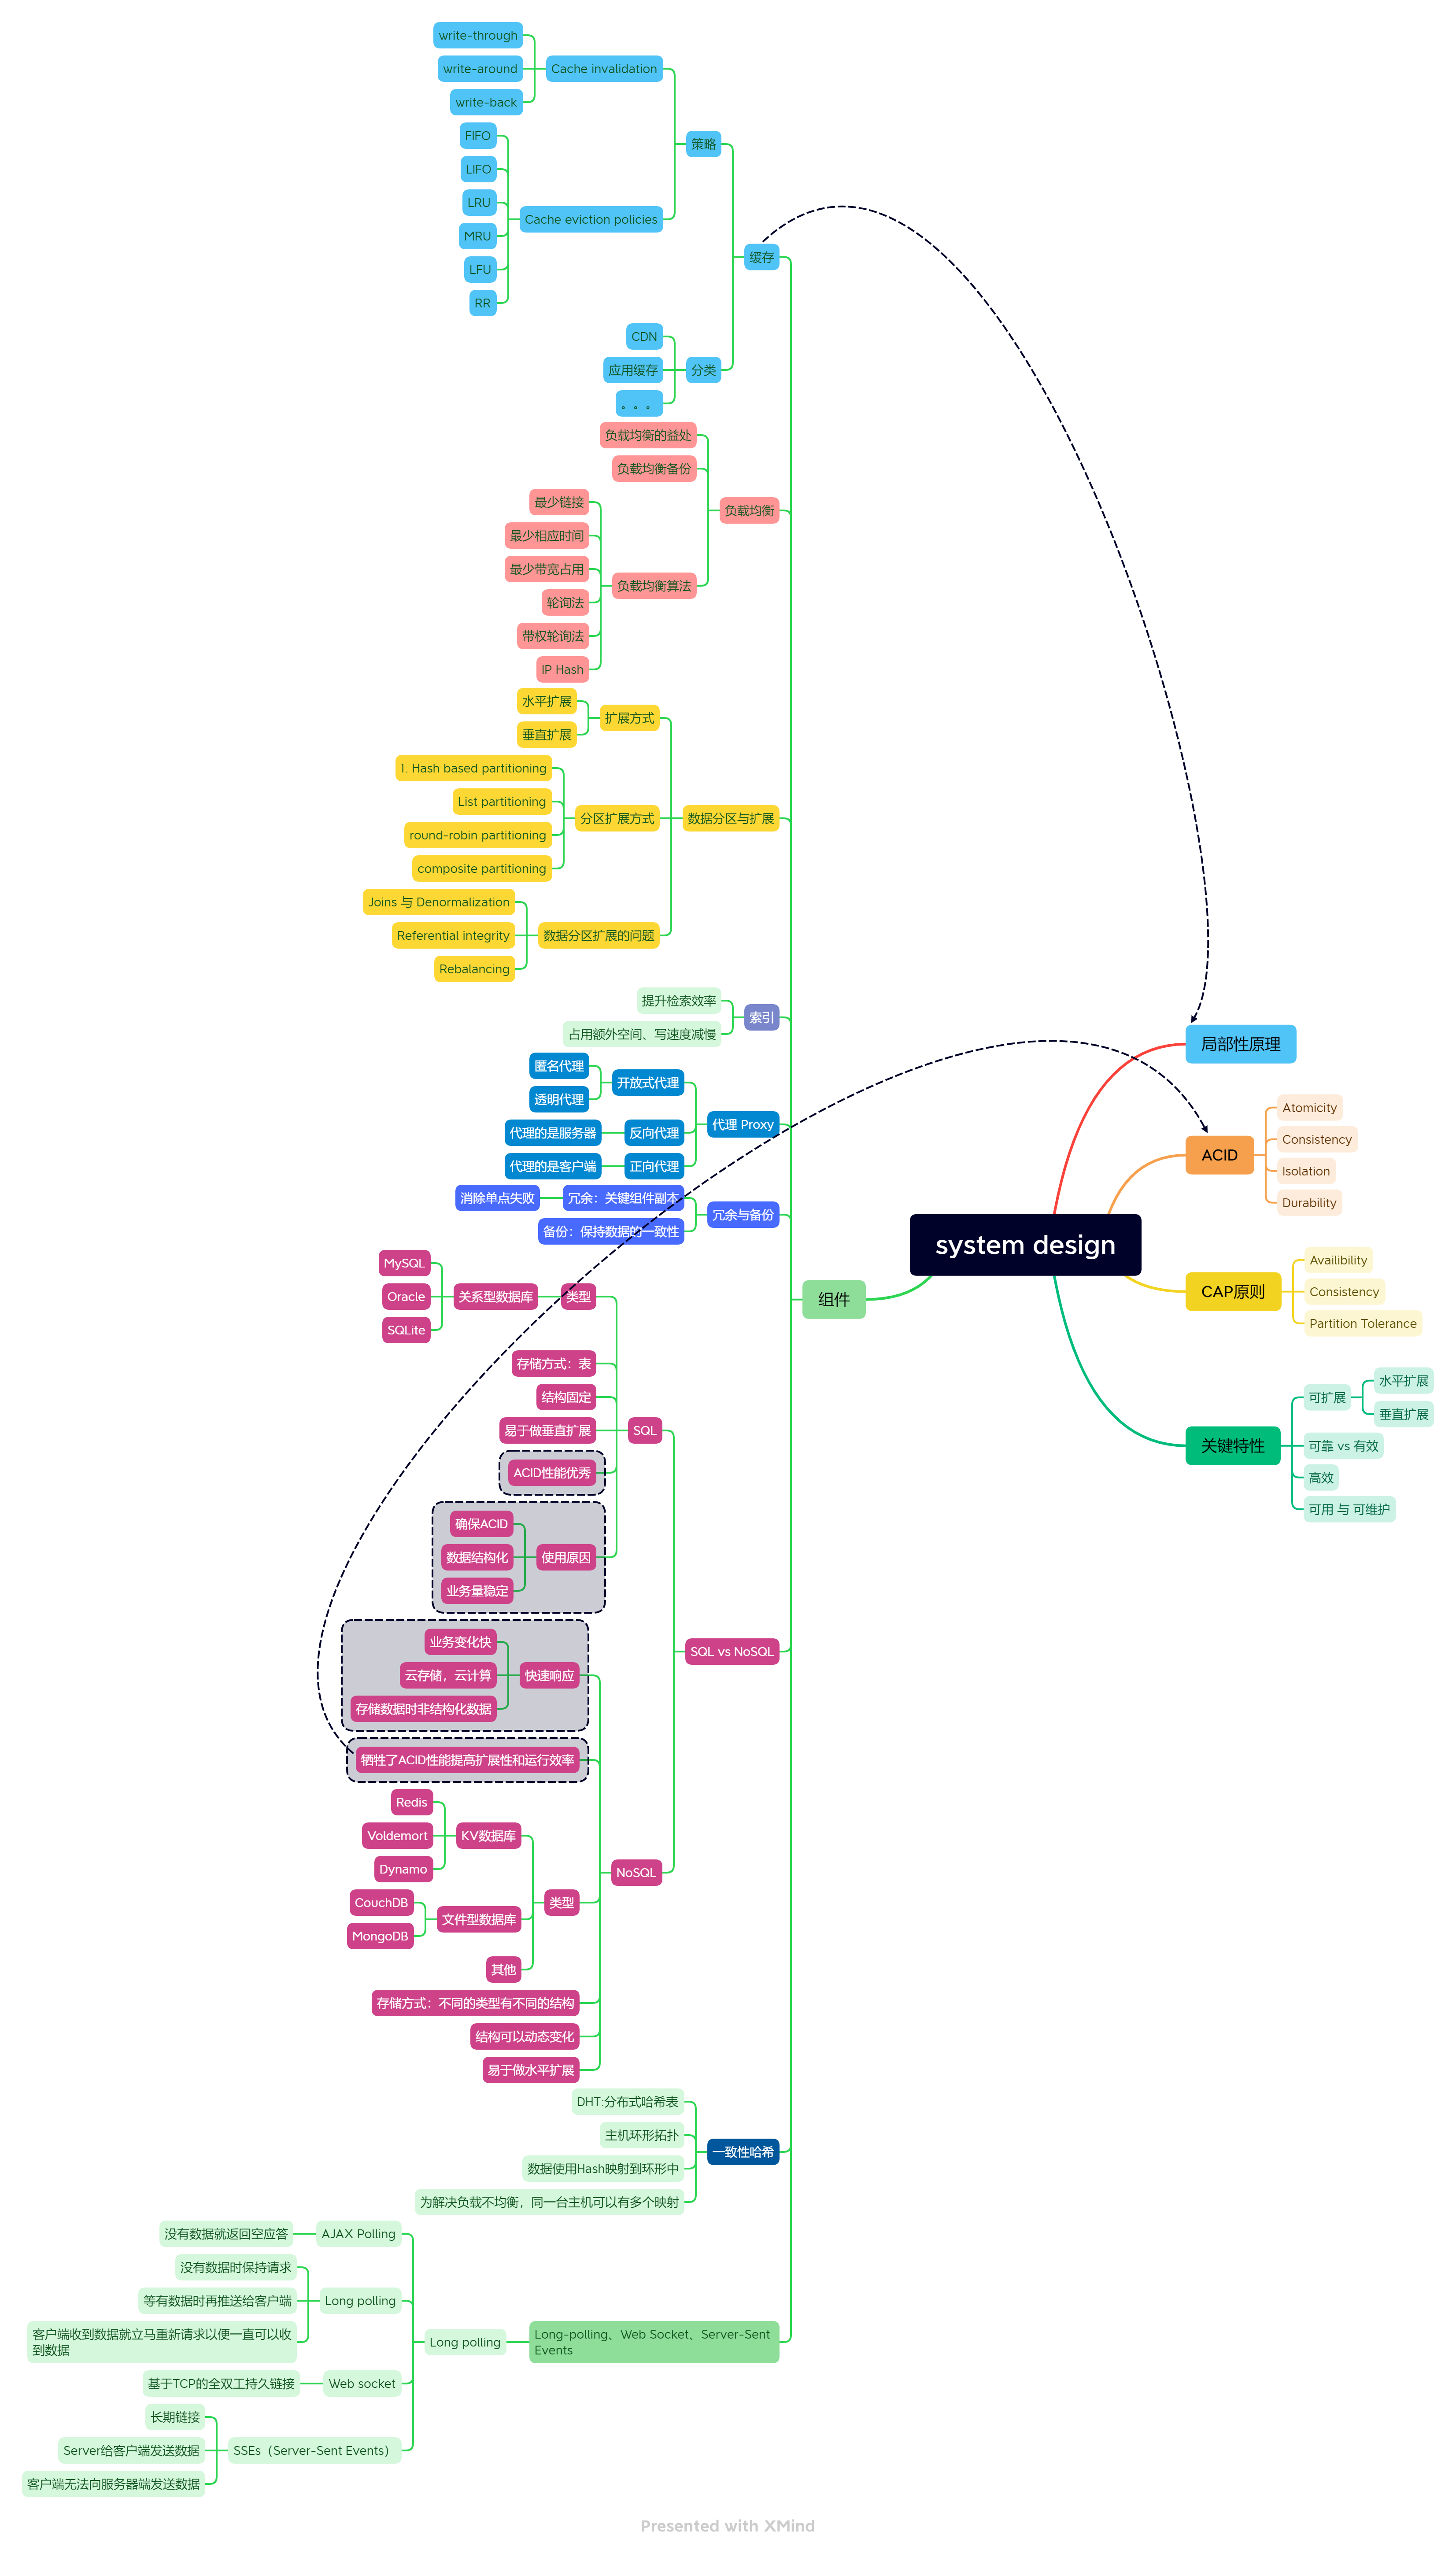 write-through
write-around
Cache invalidation
write-back
FIFO
策略
LIFO
LRU
Cache eviction policies
MRU
缓存
LFU
RR
CDN
应用缓存
分类
。。。
负载均衡的益处
负载均衡备份
最少链接
负载均衡
最少相应时间
最少带宽占用
负载均衡算法
轮询法
带权轮询法
IP Hash
水平扩展
扩展方式
垂直扩展
1. Hash based partitioning
List partitioning
分区扩展方式
数据分区与扩展
round-robin partitioning
composite partitioning
Joins 与 Denormalization
Referential integrity
数据分区扩展的问题
Rebalancing
提升检索效率
索引
占用额外空间、写速度减慢
匿名代理
开放式代理
透明代理
代理 Proxy
代理的是服务器
反向代理
代理的是客户端
正向代理
消除单点失败
冗余：关键组件副本
冗余与备份
备份：保持数据的一致性
MySQL
Oracle
关系型数据库
类型
SQLite
存储方式：表
结构固定
易于做垂直扩展
SQL
ACID性能优秀
确保ACID
数据结构化
使用原因
业务量稳定
业务变化快
SQL vs NoSQL
云存储，云计算
快速响应
存储数据时非结构化数据
牺牲了ACID性能提高扩展性和运行效率
Redis
Voldemort
KV数据库
Dynamo
NoSQL
CouchDB
类型
文件型数据库
MongoDB
其他
存储方式：不同的类型有不同的结构
结构可以动态变化
易于做水平扩展
DHT:分布式哈希表
主机环形拓扑
一致性哈希
数据使用Hash映射到环形中
为解决负载不均衡，同一台主机可以有多个映射
没有数据就返回空应答
AJAX Polling
没有数据时保持请求
等有数据时再推送给客户端
Long polling
客户端收到数据就立马重新请求以便一直可以收
到数据
Long polling
Long-polling、Web Socket、Server-Sent
Events
基于TCP的全双工持久链接
Web socket
长期链接
Server给客户端发送数据
SSEs（Server-Sent Events）
客户端无法向服务器端发送数据
组件
system design
局部性原理
ACID
Atomicity
Consistency
Isolation
Durability
CAP原则
Availibility
Consistency
Partition Tolerance
关键特性
可扩展
水平扩展
垂直扩展
可靠 vs 有效
高效
可用 与 可维护
Presented with XMind